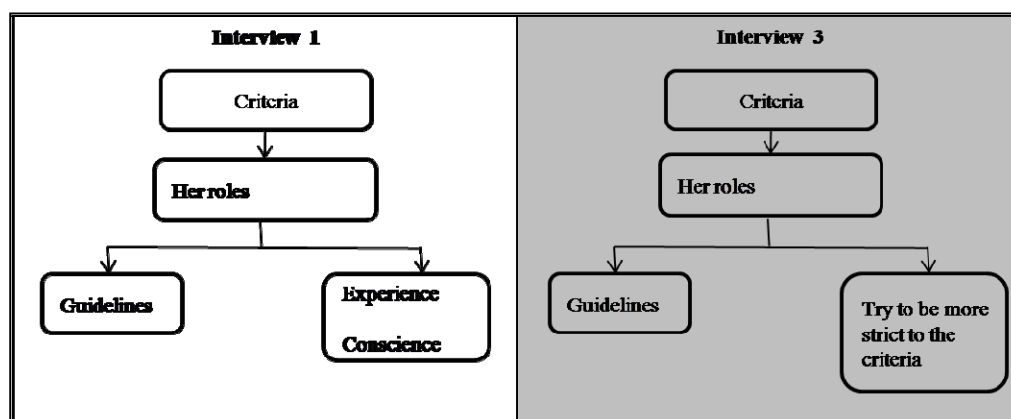 Interview 1
Criteria
Her roles
Guidelines
Experience
Conscience
Interview 3
Criteria
Her roles
Guidelines
Try to be more
strict to the
criteria